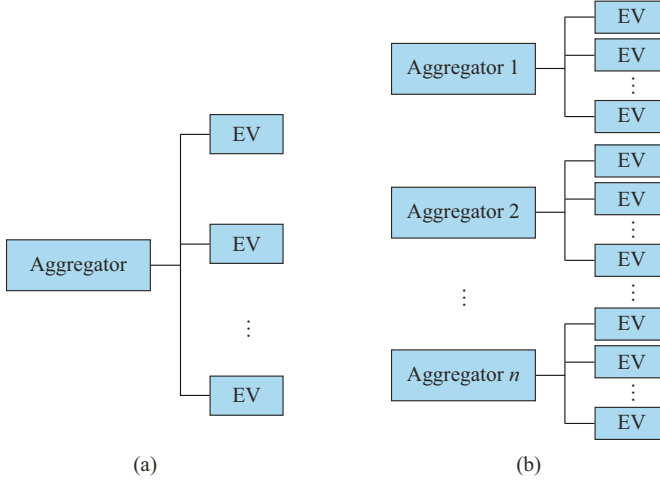 EV
EV
⋮
EV
Aggregator
(a)
EV
EV
⋮
EV
Aggregator 1
EV
EV
⋮
EV
Aggregator 2
⋮
⋮
EV
EV
⋮
EV
Aggregator n
(b)